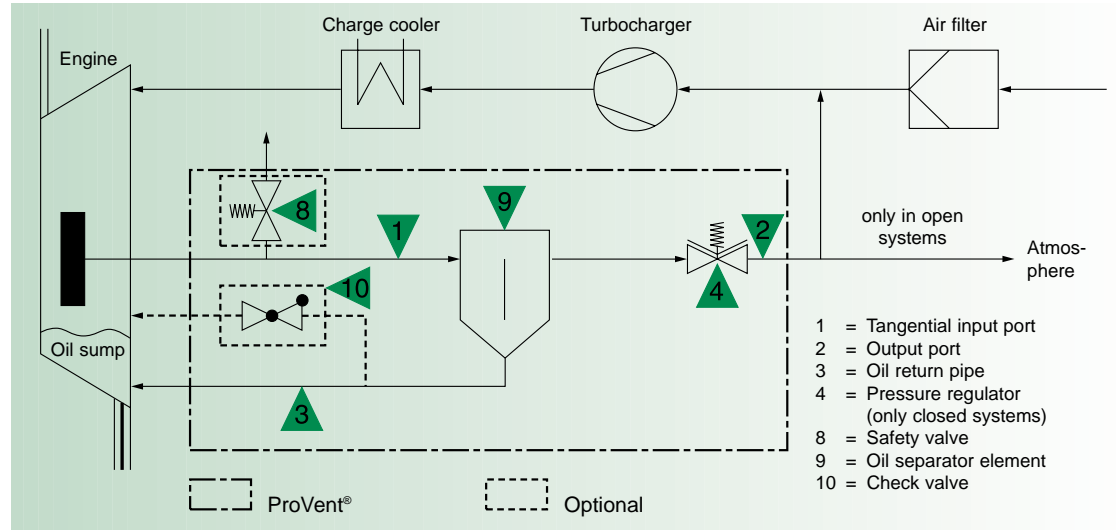 Charge cooler
Turbocharger
Air filter
Engine
8
9
1
2
only in open
systems
Atmos-
phere
4
10
Oil sump
3
1 = Tangential input port
2 = Output port
3 = Oil return pipe
4 = Pressure regulator
(only closed systems)
8 = Safety valve
9 = Oil separator element
10 = Check valve
ProVent®
Optional